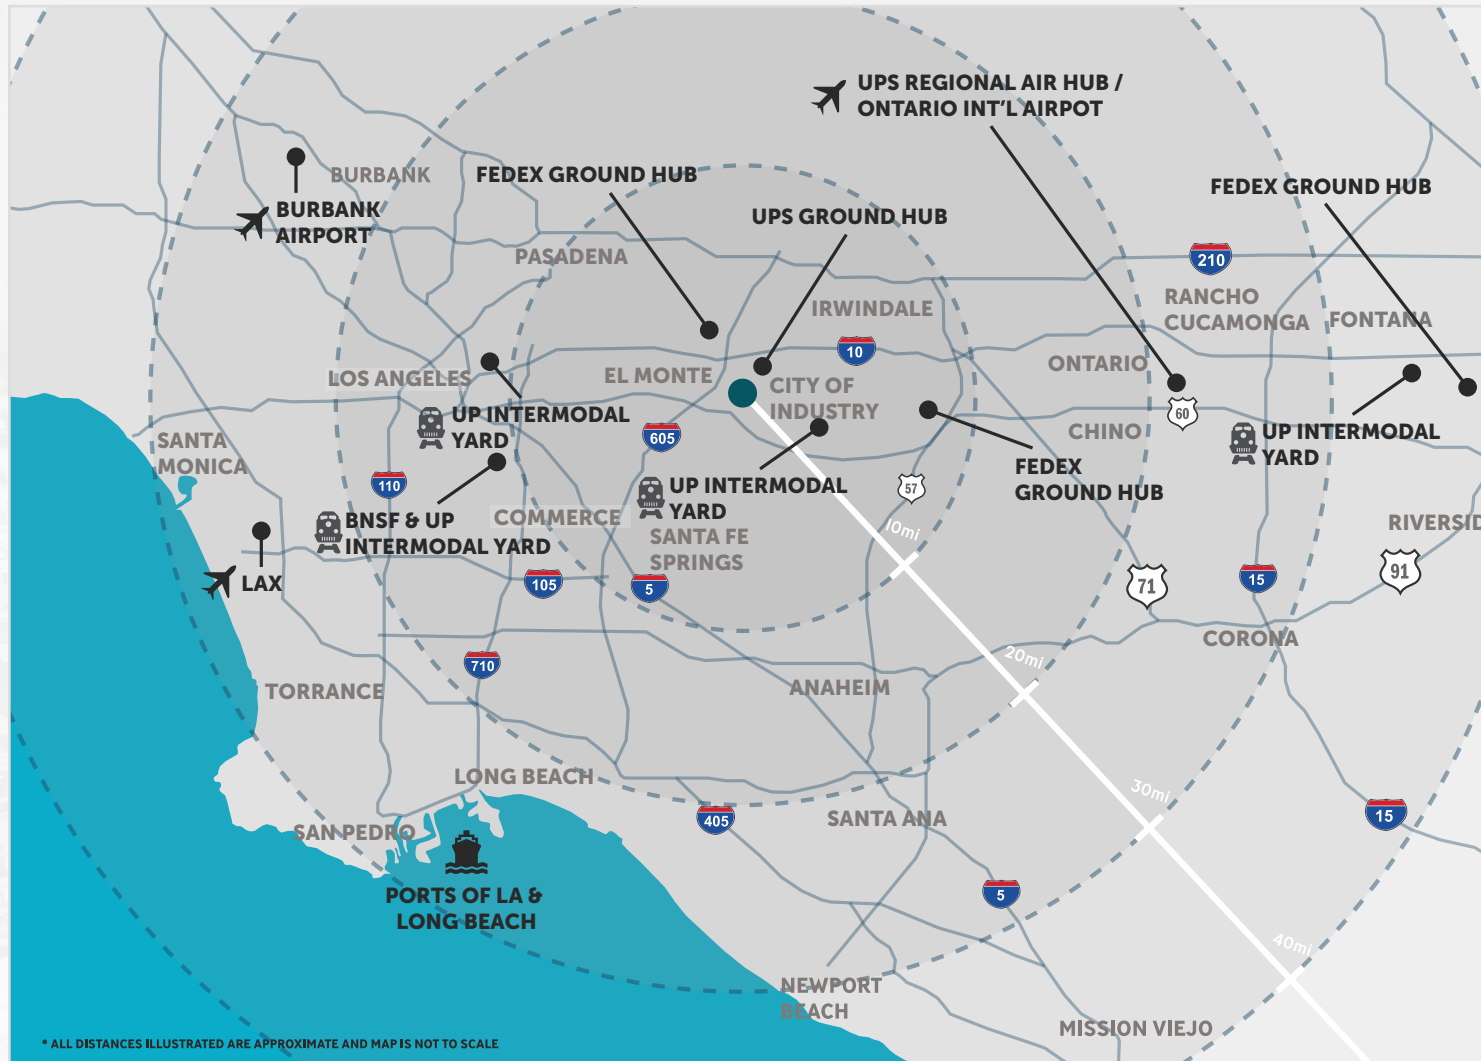 UPS REGIONAL AIR HUB /
ONTARIO INT'L AIRPOT
BURBANK
FEDEX GROUND HUB
FEDEX GROUND HUB
BURBANK
AIRPORT
UPS GROUND HUB
PASADENA
210
IRWINDALE
RANCHO
CUCAMONGA
FONTANA
10
ONTARIO
LOS ANGELES
EL MONTE
CITY OF
INDUSTRY
UP INTERMODAL
YARD
60
605
CHINO
UP INTERMODAL
YARD
SANTA
MONICA
FEDEX
GROUND HUB
110
UP INTERMODAL
YARD
57
BNSF & UP
INTERMODAL YARD
COMMERCE
SANTA FE
SPRINGS
10mi
RIVERSID
LAX
105
5
71
15
91
CORONA
710
20mi
TORRANCE
ANAHEIM
LONG BEACH
30mi
SAN PEDRO
405
SANTA ANA
15
PORTS OF LA &
LONG BEACH
5
40mi
NEWPORT
BEACH
MISSION VIEJO
* ALL DISTANCES ILLUSTRATED ARE APPROXIMATE AND MAP IS NOT TO SCALE